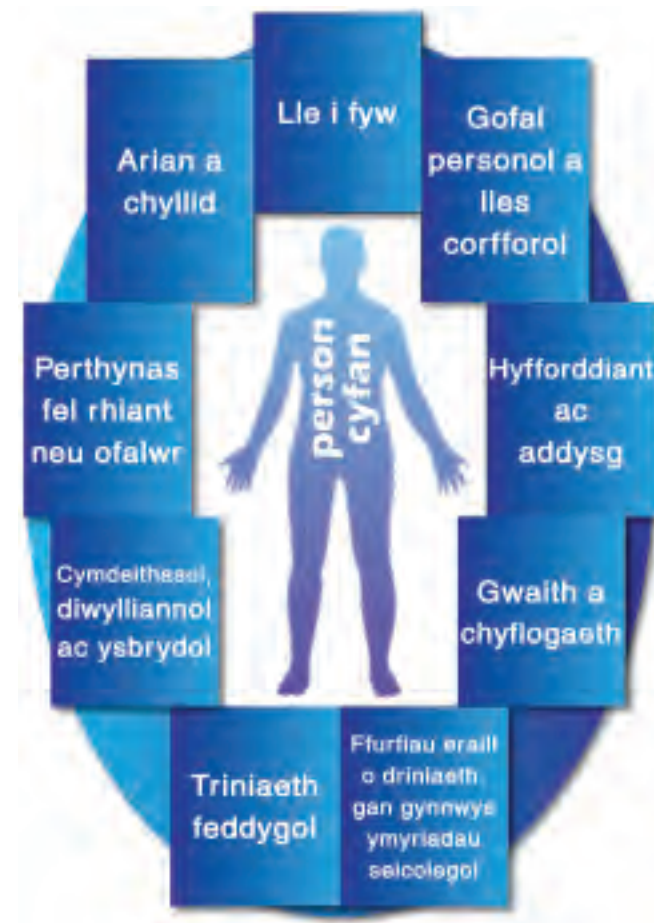 Lle i fyw
Gofal
personol a
lles
corfforol
Hyfforddiant
ac
addysg
Gwaith a
chyflogaeth
Ffurfiau eraill
o driniaeth
gan gynnwys
ymyriadau
seicolegol
Triniaeth
feddygol
Cymdeithasol,
diwylliannol
ac ysbrydol
Perthynas
fel rhiant
neu ofalwr
Arian a
chyllid
person
cyfan